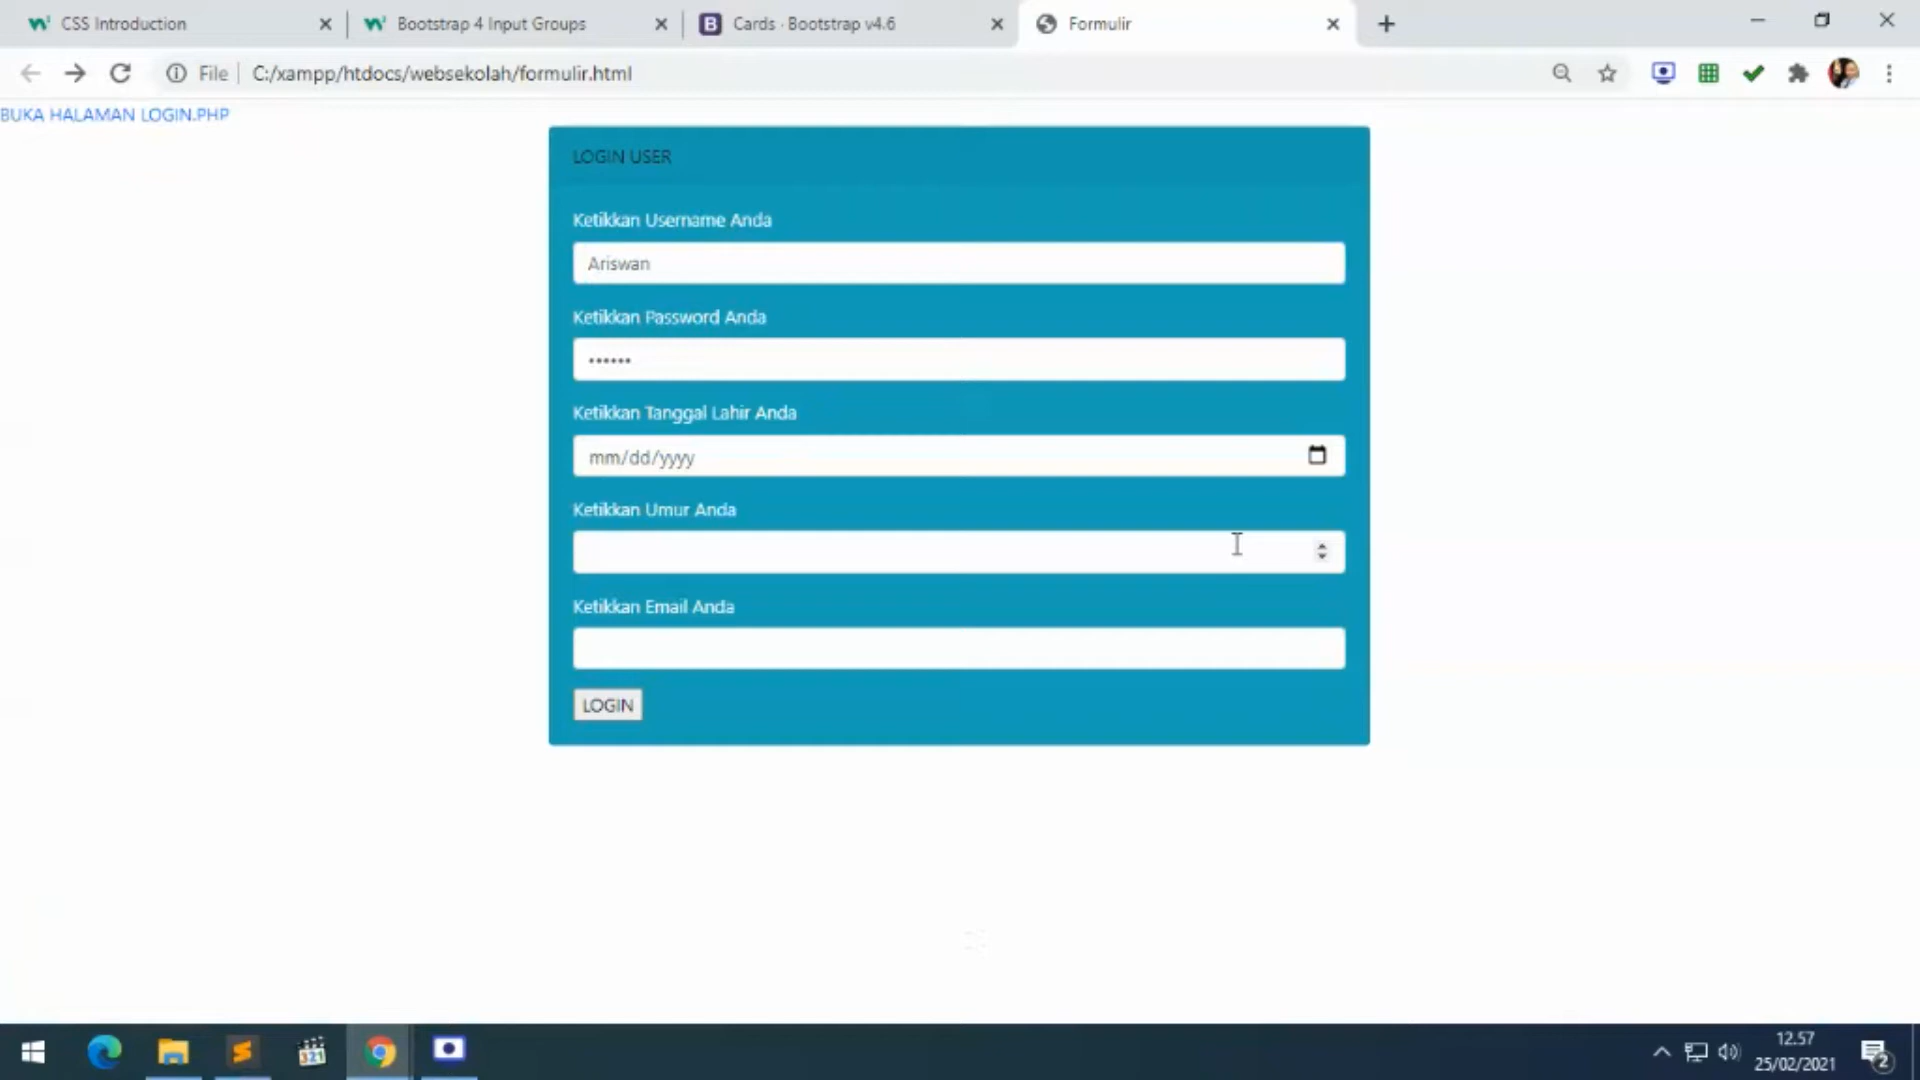 CSS Introduction
Bootstrap 4 Input Groups
Cards · Bootstrap v4.6
Formulir
File
C:/xampp/htdocs/websekolah/formulir.html
BUKA HALAMAN LOGIN.PHP
LOGIN USER
Ketikkan Username Anda
Ariswan
Ketikkan Password Anda
••••••
Ketikkan Tanggal Lahir Anda
mm/dd/yyyy
Ketikkan Umur Anda
Ketikkan Email Anda
LOGIN
321
12.57
25/02/2021
2